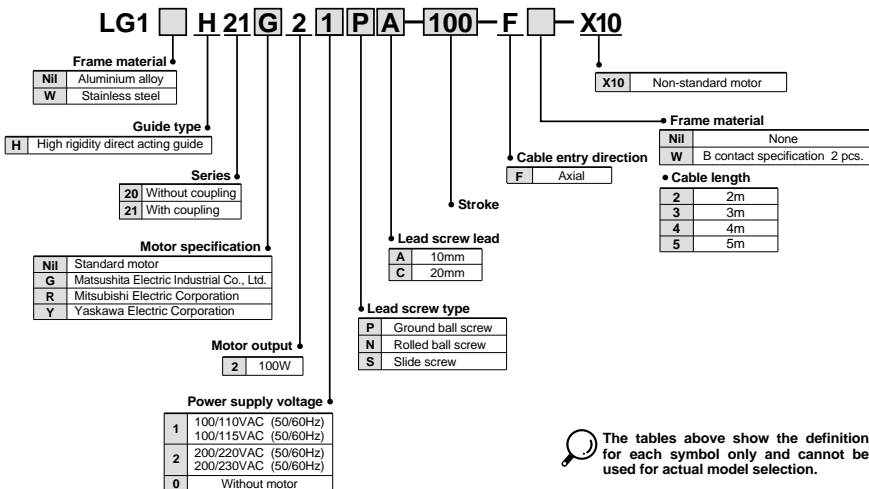 LG1 H 21 G 2 1 P A - 100 - F - X10
Frame material
Nil Aluminium alloy
W Stainless steel
Guide type
H High rigidity direct acting guide
Series
20 Without coupling
21 With coupling
Motor specification
Nil Standard motor
G Matsushita Electric Industrial Co., Ltd.
R Mitsubishi Electric Corporation
Y Yaskawa Electric Corporation
Motor output
2 100W
Power supply voltage
1 100/110VAC (50/60Hz)
100/115VAC (50/60Hz)
2 200/220VAC (50/60Hz)
200/230VAC (50/60Hz)
0 Without motor
Lead screw type
P Ground ball screw
N Rolled ball screw
S Slide screw
Lead screw lead
A 10mm
C 20mm
Stroke
Cable entry direction
F Axial
Frame material
Nil None
W B contact specification 2 pcs.
Cable length
2 2m
3 3m
4 4m
5 5m
X10 Non-standard motor
The tables above show the definition
for each symbol only and cannot be
used for actual model selection.